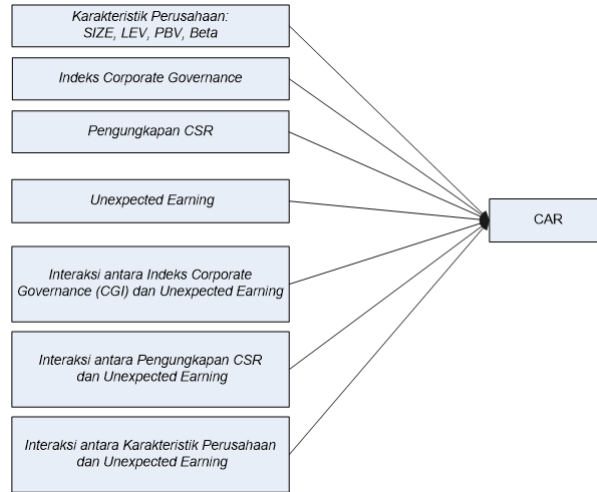 Karakteristik Perusahaan:
SIZE, LEV, PBV, Beta
Indeks Corporate Governance
Pengungkapan CSR
Unexpected Earning
CAR
Interaksi antara Indeks Corporate
Governance (CGI) dan Unexpected Earning
Interaksi antara Pengungkapan CSR
dan Unexpected Earning
Interaksi antara Karakteristik Perusahaan
dan Unexpected Earning